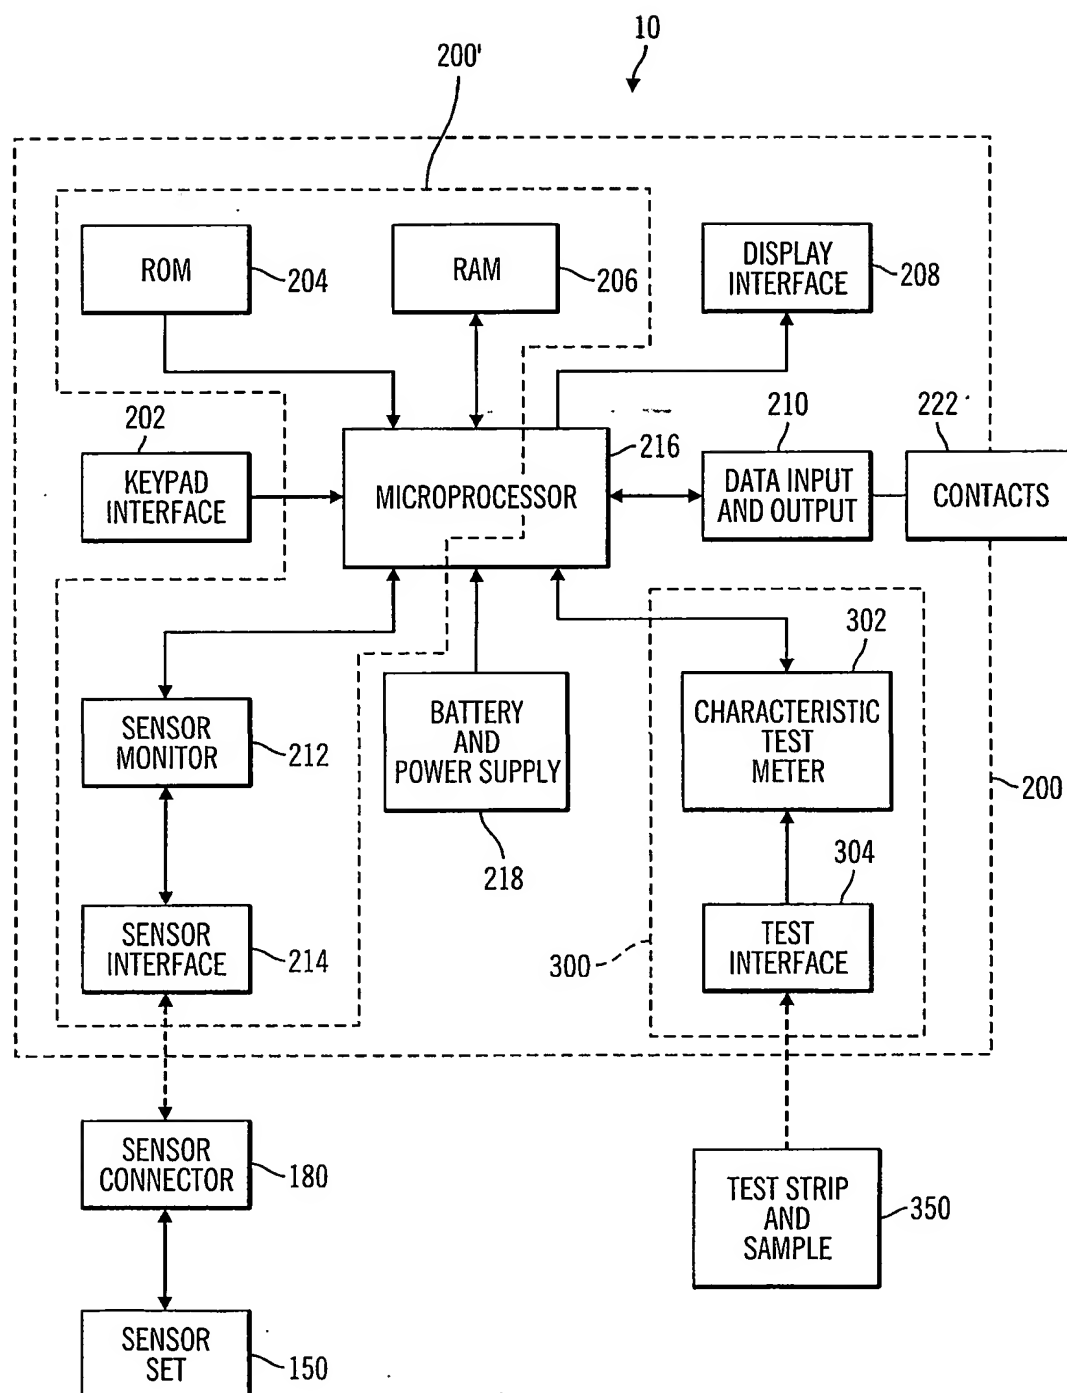 10
200'
ROM
204
RAM
206
DISPLAY
INTERFACE
208
202
KEYPAD
INTERFACE
MICROPROCESSOR
216
210
DATA INPUT
AND OUTPUT
222
CONTACTS
SENSOR
MONITOR
212
BATTERY
AND
POWER SUPPLY
218
302
CHARACTERISTIC
TEST
METER
200
SENSOR
INTERFACE
214
300
304
TEST
INTERFACE
SENSOR
CONNECTOR
180
TEST STRIP
AND
SAMPLE
350
SENSOR
SET
150